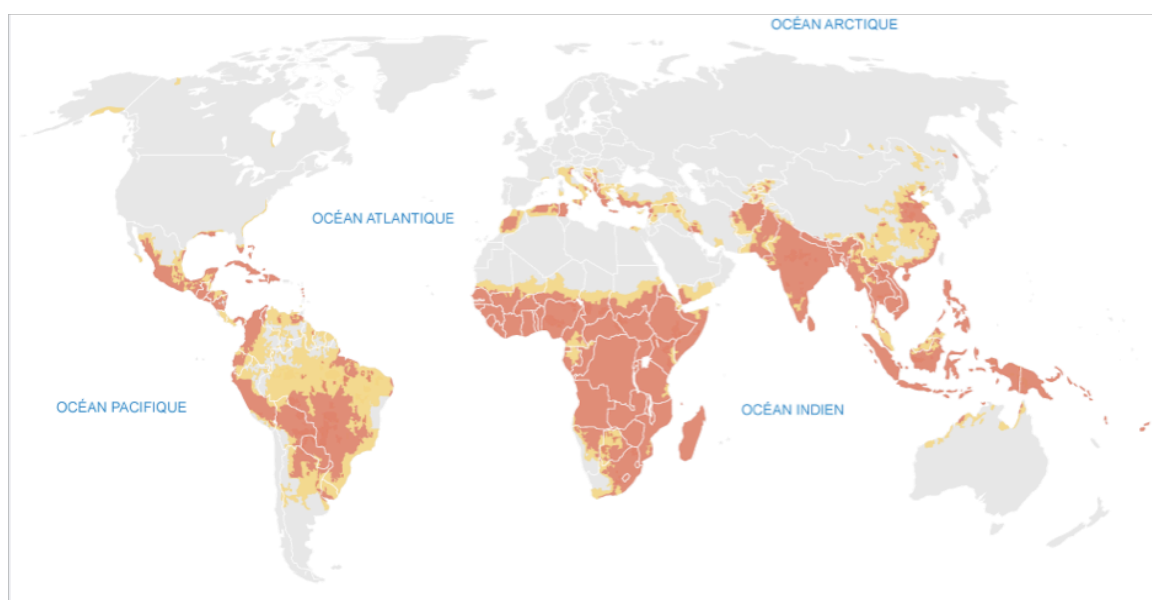 OCÉAN ARCTIQUE
OCÉAN ATLANTIQUE
OCÉAN PACIFIQUE
OCÉAN INDIEN